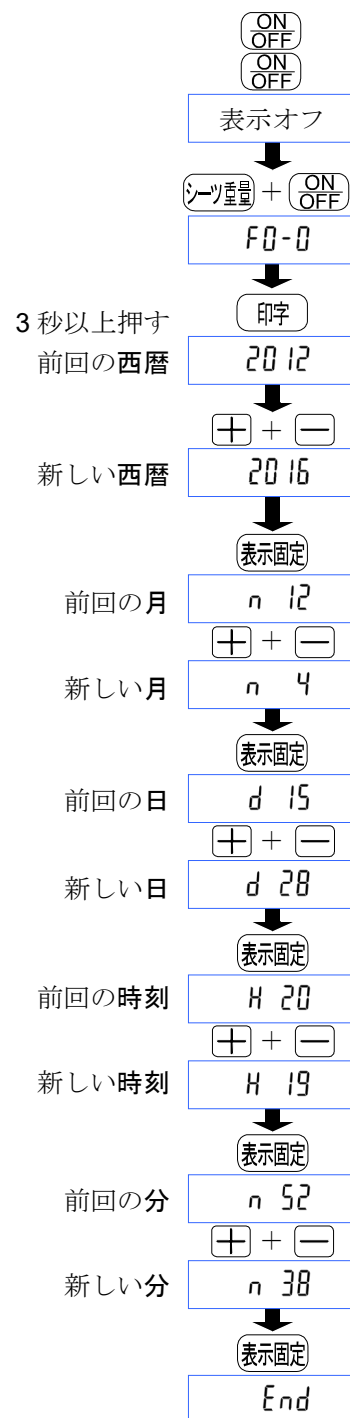 ON
OFF
ON
OFF
表示オフ
シーツ重量 + ON
OFF
F0-0
3秒以上押す 印字
前回の西暦 2012
+ + −
新しい西暦 2016
表示固定
前回の月 n 12
+ + −
新しい月 n 4
表示固定
前回の日 d 15
+ + −
新しい日 d 28
表示固定
前回の時刻 H 20
+ + −
新しい時刻 H 19
表示固定
前回の分 n 52
+ + −
新しい分 n 38
表示固定
End